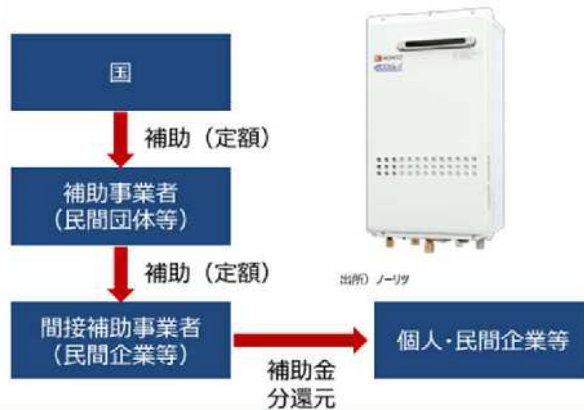 国
補助（定額）
補助事業者
（民間団体等）
補助（定額）
間接補助事業者
（民間企業等）
補助金
分還元
個人・民間企業等
NORITZ
出所）ノーリツ